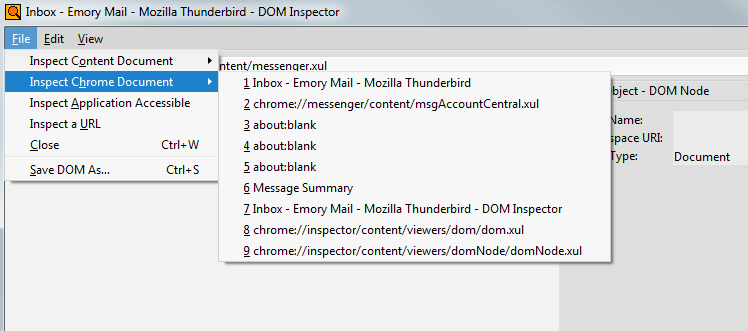 Inbox - Emory Mail - Mozilla Thunderbird - DOM Inspector
File Edit View
Inspect Content Document
ntent/messenger.xul
Inspect Chrome Document
Inspect Application Accessible
Inspect a URL
Close Ctrl+W
Save DOM As... Ctrl+S
1 Inbox - Emory Mail - Mozilla Thunderbird
2 chrome://messenger/content/msgAccountCentral.xul
3 about:blank
4 about:blank
5 about:blank
6 Message Summary
7 Inbox - Emory Mail - Mozilla Thunderbird - DOM Inspector
8 chrome://inspector/content/viewers/dom/dom.xul
9 chrome://inspector/content/viewers/domNode/domNode.xul
bject - DOM Node
Name:
space URI:
Type: Document